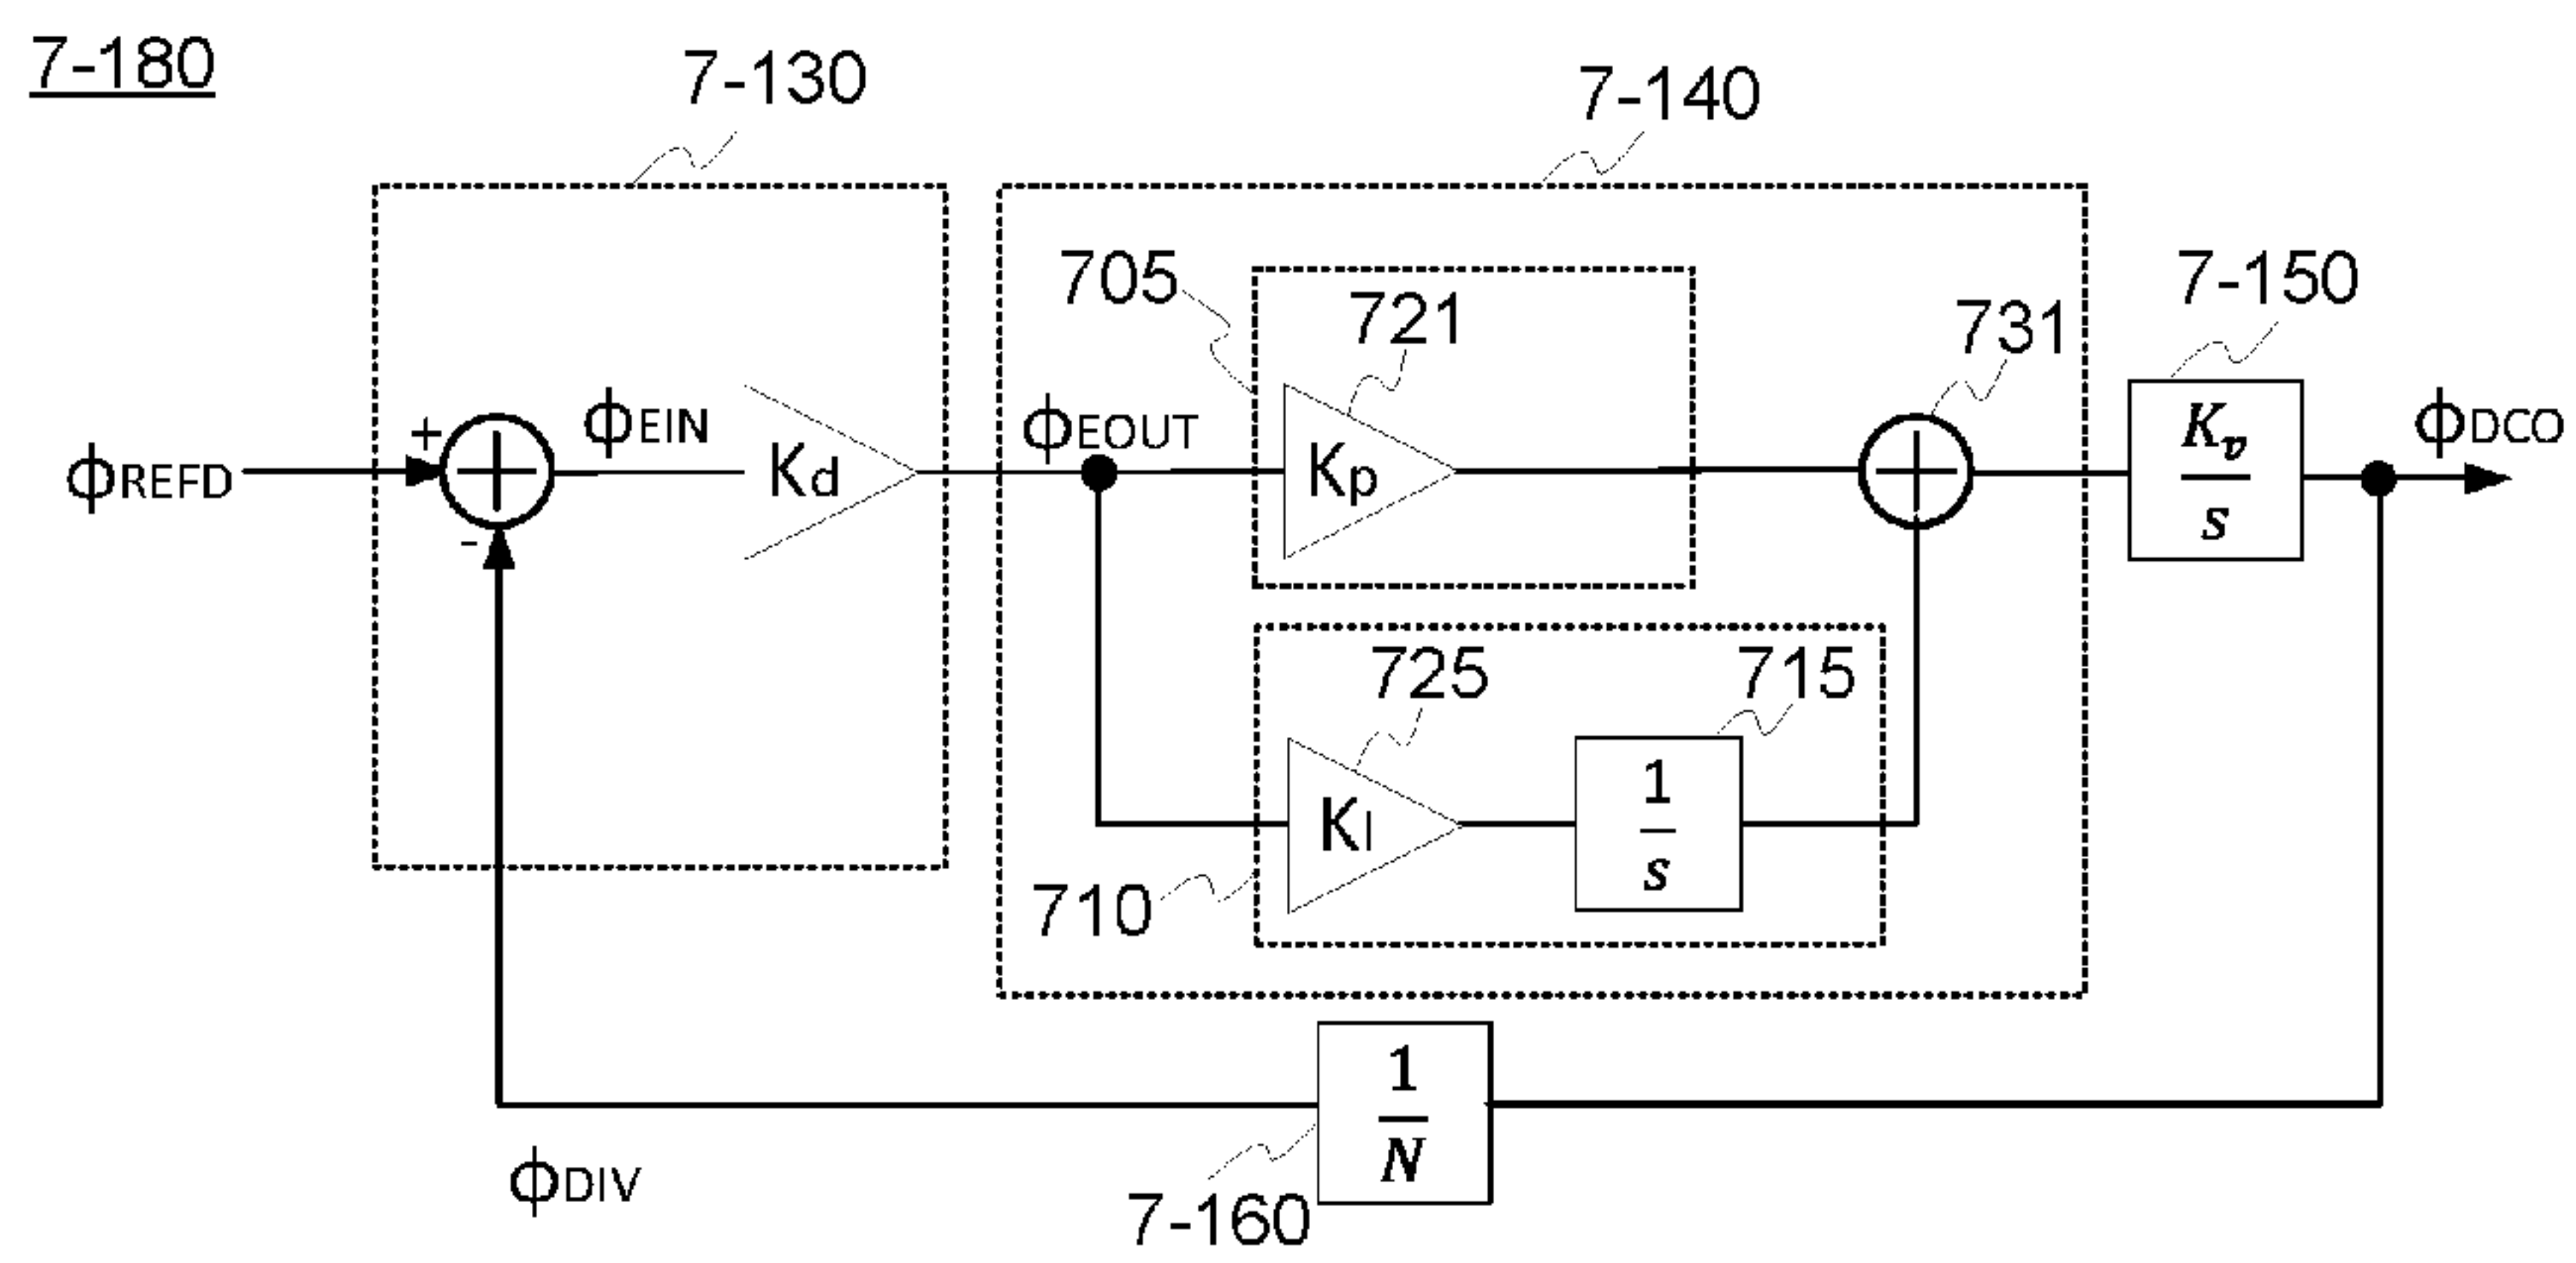 7-180
7-130
7-140
705
721
731
7-150
ϕREFD
+
-
ϕEIN
Kd
ϕEOUT
Kp
Kv
s
ϕDCO
725
715
KI
1
s
710
1
N
ϕDIV
7-160